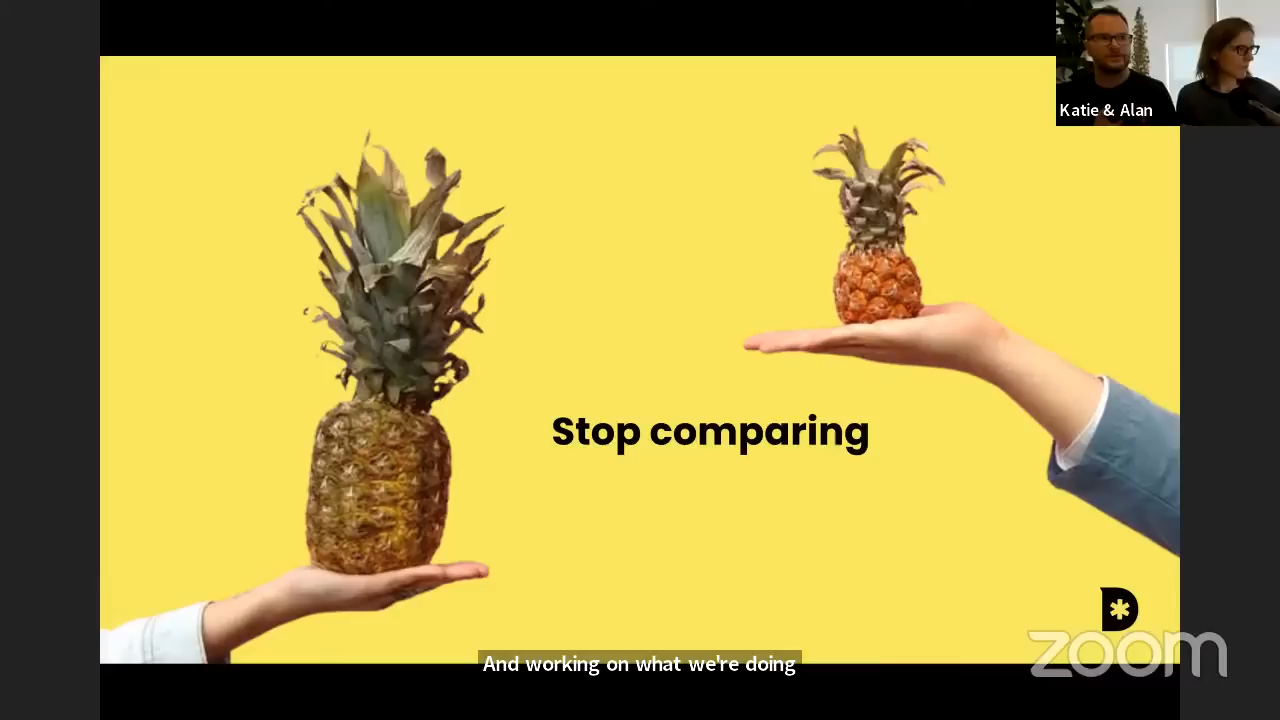 Katie & Alan
Stop comparing
D
zoom
And working on what we're doing